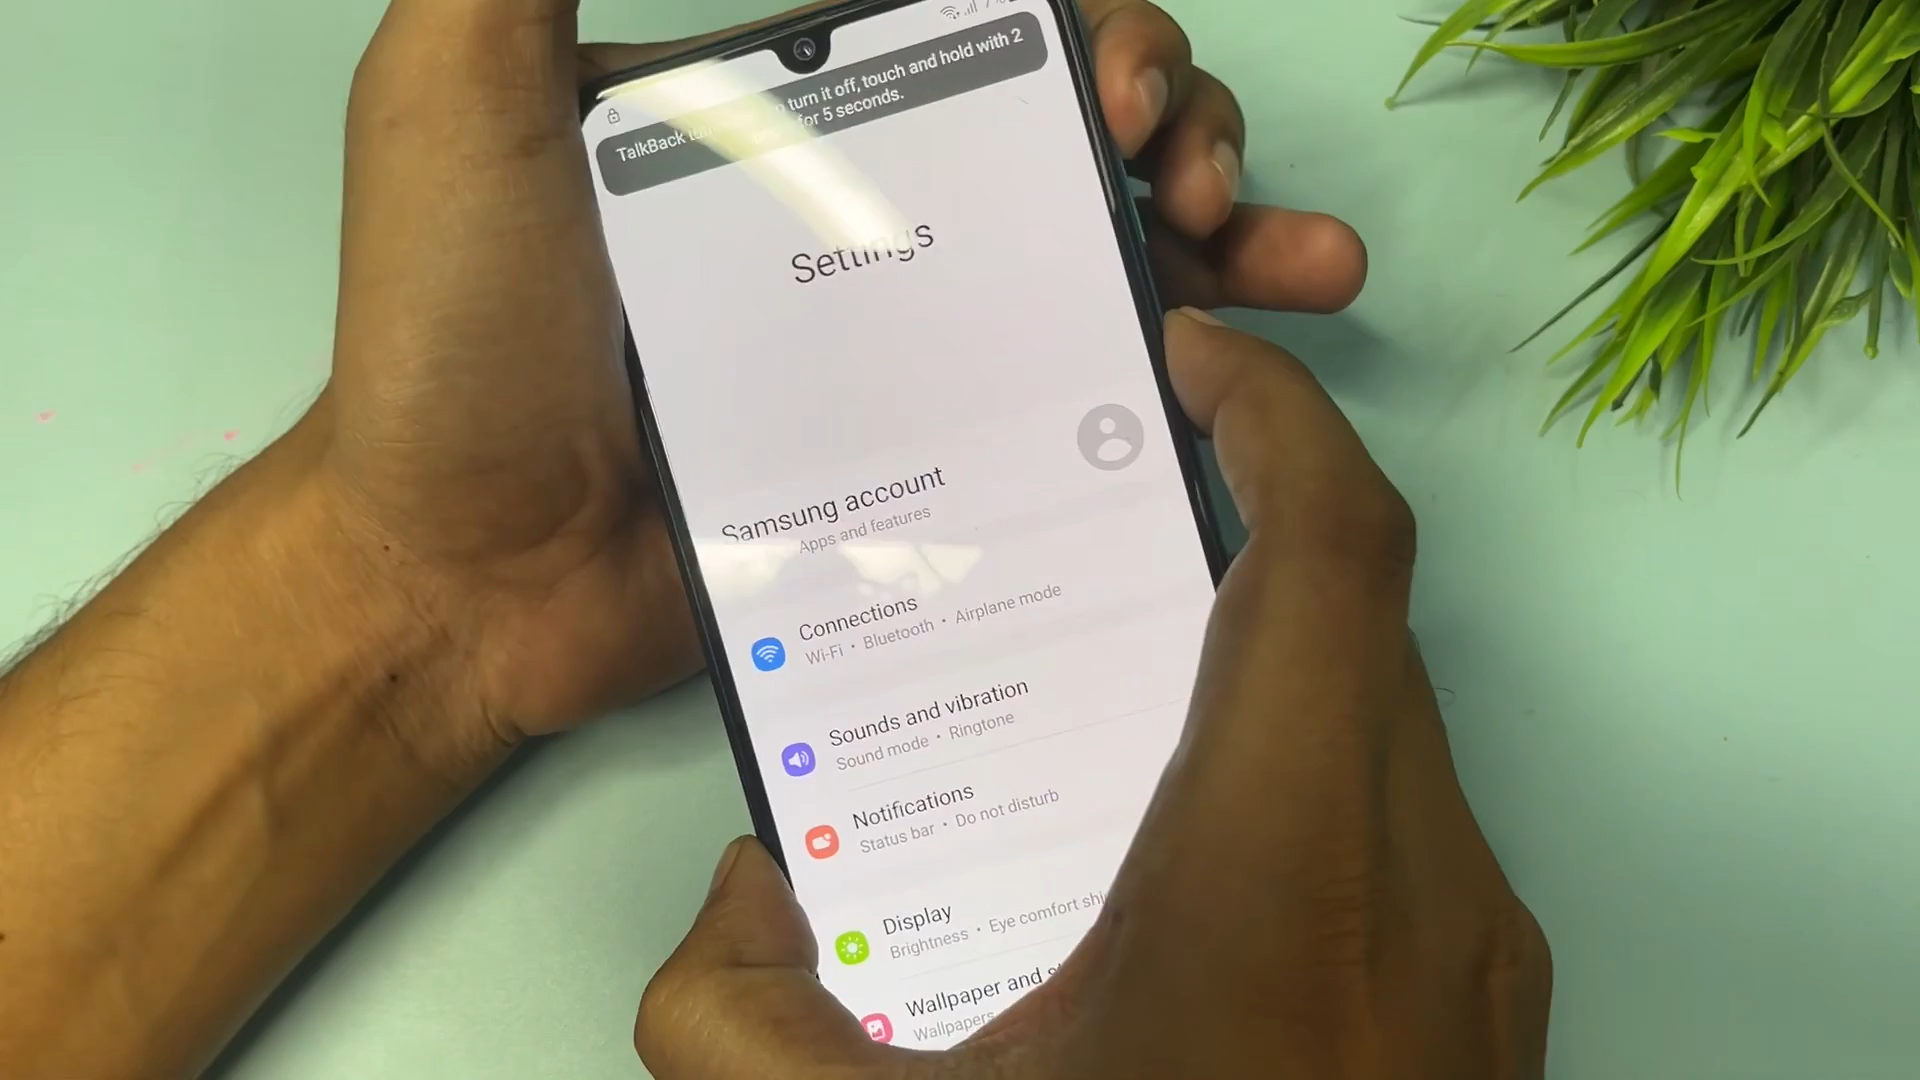 TalkBack turn it off, touch and hold with 2
for 5 seconds.
Settings
Samsung account
Apps and features
Connections
Wi-Fi • Bluetooth • Airplane mode
Sounds and vibration
Sound mode • Ringtone
Notifications
Status bar • Do not disturb
Display
Brightness • Eye comfort shi
Wallpaper and s
Wallpapers